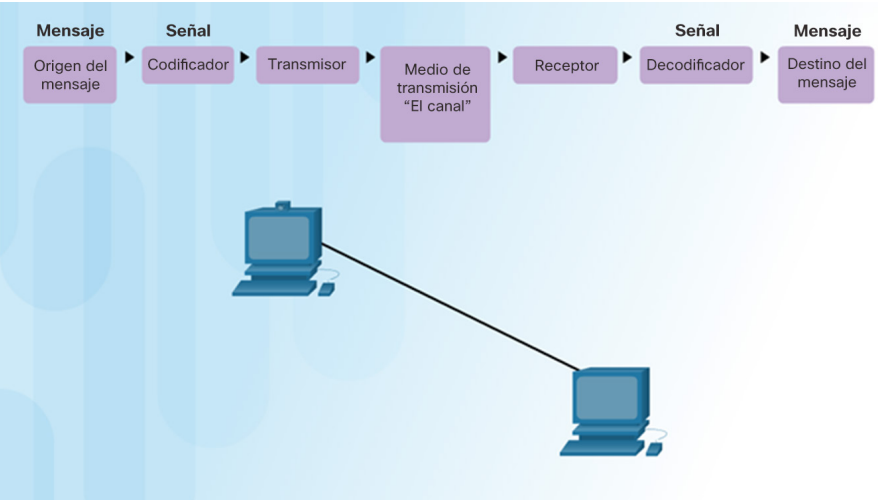 Mensaje
Señal
Señal
Mensaje
Origen del
mensaje
Codificador
Transmisor
Medio de
transmisión
“El canal”
Receptor
Decodificador
Destino del
mensaje